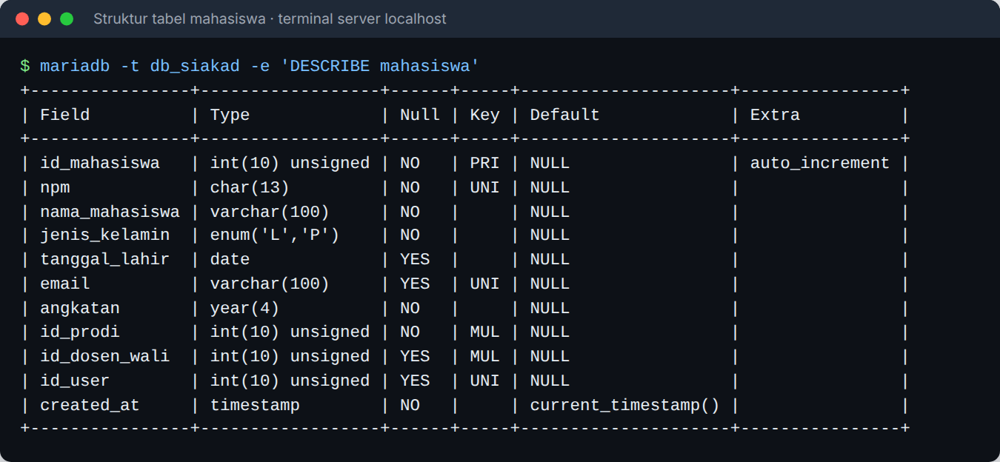 Struktur tabel mahasiswa · terminal server localhost
$ mariadb -t db_siakad -e 'DESCRIBE mahasiswa'
+----------------+------------------+------+-----+---------------------+----------------+
| Field          | Type             | Null | Key | Default             | Extra          |
+----------------+------------------+------+-----+---------------------+----------------+
| id_mahasiswa   | int(10) unsigned | NO   | PRI | NULL                | auto_increment |
| npm            | char(13)         | NO   | UNI | NULL                |                |
| nama_mahasiswa | varchar(100)     | NO   |     | NULL                |                |
| jenis_kelamin  | enum('L','P')    | NO   |     | NULL                |                |
| tanggal_lahir  | date             | YES  |     | NULL                |                |
| email          | varchar(100)     | YES  | UNI | NULL                |                |
| angkatan       | year(4)          | NO   |     | NULL                |                |
| id_prodi       | int(10) unsigned | NO   | MUL | NULL                |                |
| id_dosen_wali  | int(10) unsigned | YES  | MUL | NULL                |                |
| id_user        | int(10) unsigned | YES  | UNI | NULL                |                |
| created_at     | timestamp        | NO   |     | current_timestamp() |                |
+----------------+------------------+------+-----+---------------------+----------------+